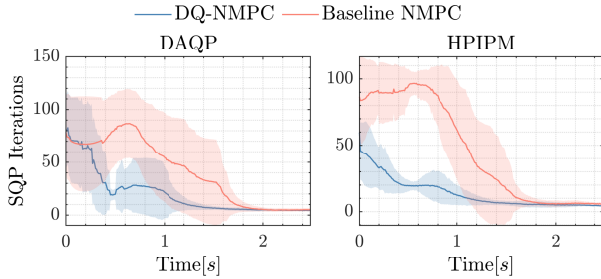 DQ-NMPC Baseline NMPC
DAQP HPIPM
SQP Iterations
150
100
50
0
0 1 2
Time[s]
100
50
0
0 1 2
Time[s]